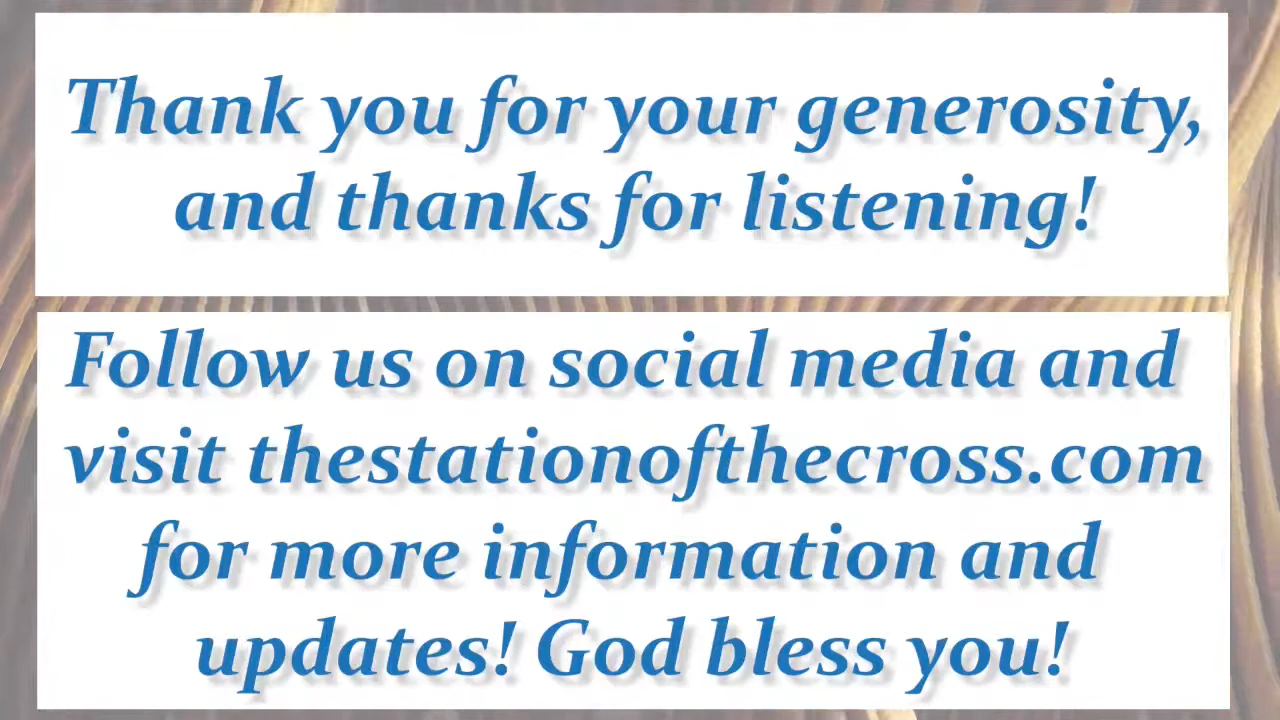 Thank you for your generosity,
and thanks for listening!
Follow us on social media and
visit thestationofthecross.com
for more information and
updates! God bless you!